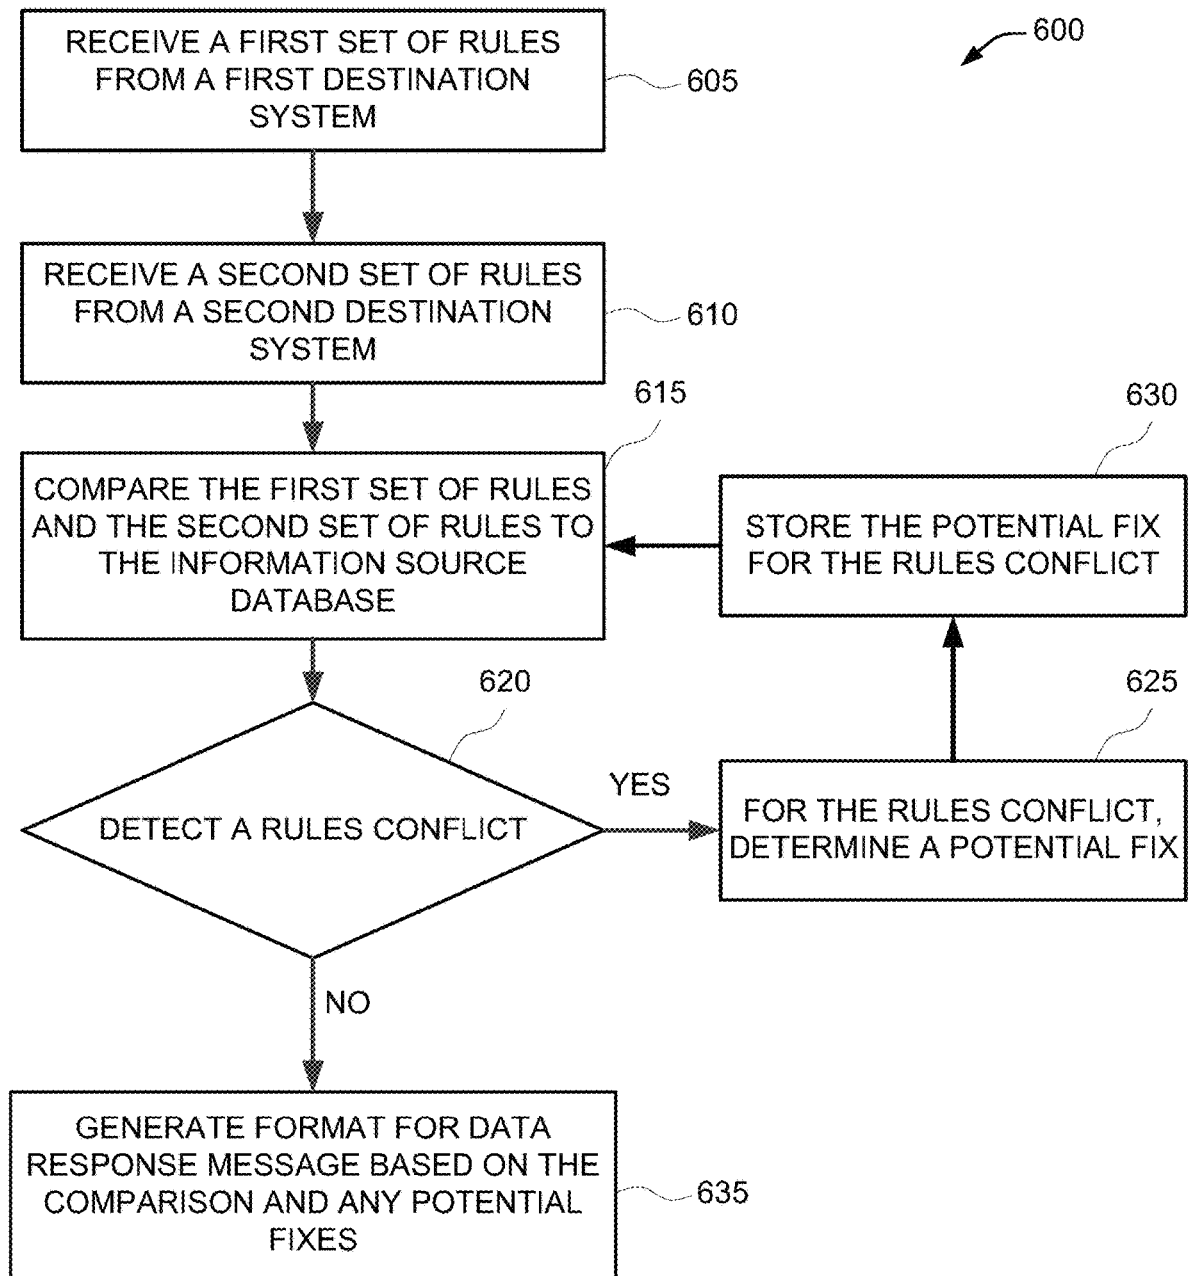 RECEIVE A FIRST SET OF RULES
FROM A FIRST DESTINATION
SYSTEM
600
605
RECEIVE A SECOND SET OF RULES
FROM A SECOND DESTINATION
SYSTEM
610
615
COMPARE THE FIRST SET OF RULES
AND THE SECOND SET OF RULES TO
THE INFORMATION SOURCE
DATABASE
630
STORE THE POTENTIAL FIX
FOR THE RULES CONFLICT
620
DETECT A RULES CONFLICT
YES
625
FOR THE RULES CONFLICT,
DETERMINE A POTENTIAL FIX
NO
GENERATE FORMAT FOR DATA
RESPONSE MESSAGE BASED ON THE
COMPARISON AND ANY POTENTIAL
FIXES
635